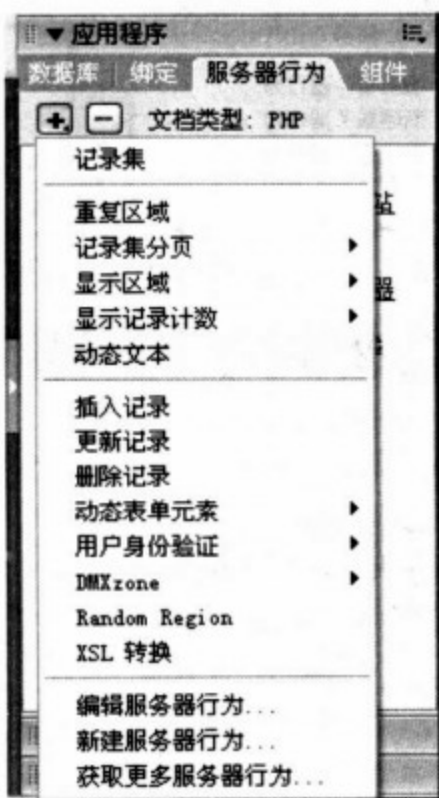 ▼ 应用程序
数据库 绑定 服务器行为 组件
文档类型: PHP
记录集
重复区域
记录集分页
显示区域
显示记录计数
动态文本
插入记录
更新记录
删除记录
动态表单元素
用户身份验证
DMXzone
Random Region
XSL 转换
编辑服务器行为...
新建服务器行为...
获取更多服务器行为...